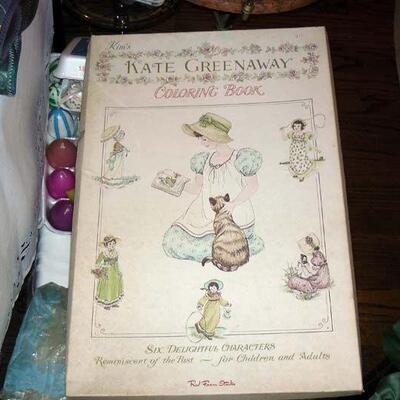 Kim's
KATE GREENAWAY
COLORING BOOK
SIX DELIGHTFUL CHARACTERS
Reminiscent of the Past — for Children and Adults